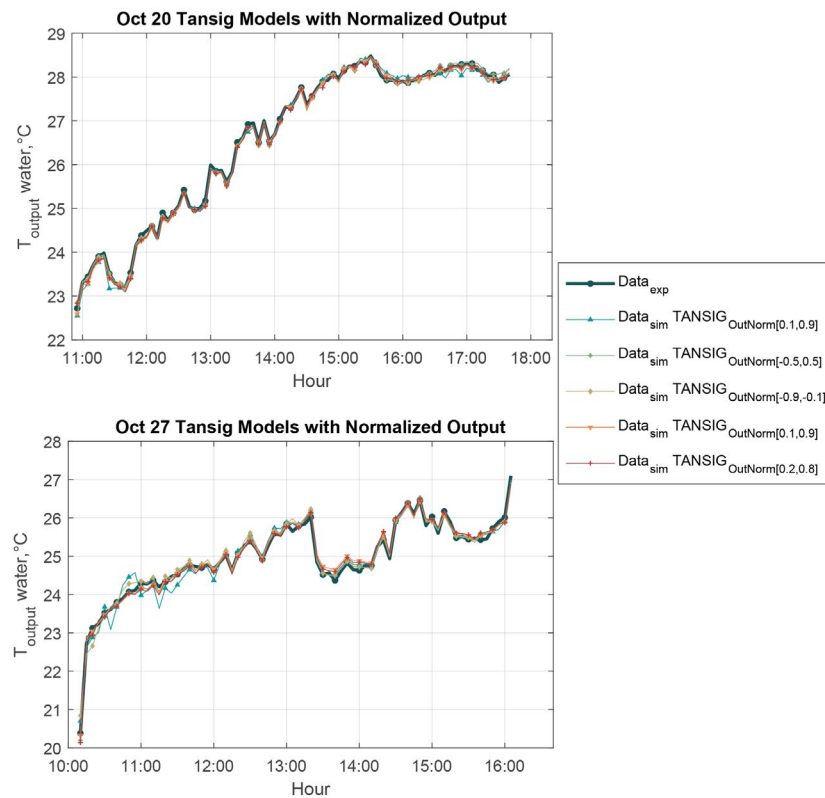 Oct 20 Tansig Models with Normalized Output
29
28
27
26
25
24
23
22
T_output water,°C
11:00 12:00 13:00 14:00 15:00 16:00 17:00 18:00
Hour
Data_exp
Data_sim TANSIG_OutNorm[0.1,0.9]
Data_sim TANSIG_OutNorm[-0.5,0.5]
Data_sim TANSIG_OutNorm[-0.9,-0.1]
Data_sim TANSIG_OutNorm[0.1,0.9]
Data_sim TANSIG_OutNorm[0.2,0.8]
Oct 27 Tansig Models with Normalized Output
28
27
26
25
24
23
22
21
20
T_output water,°C
10:00 11:00 12:00 13:00 14:00 15:00 16:00
Hour